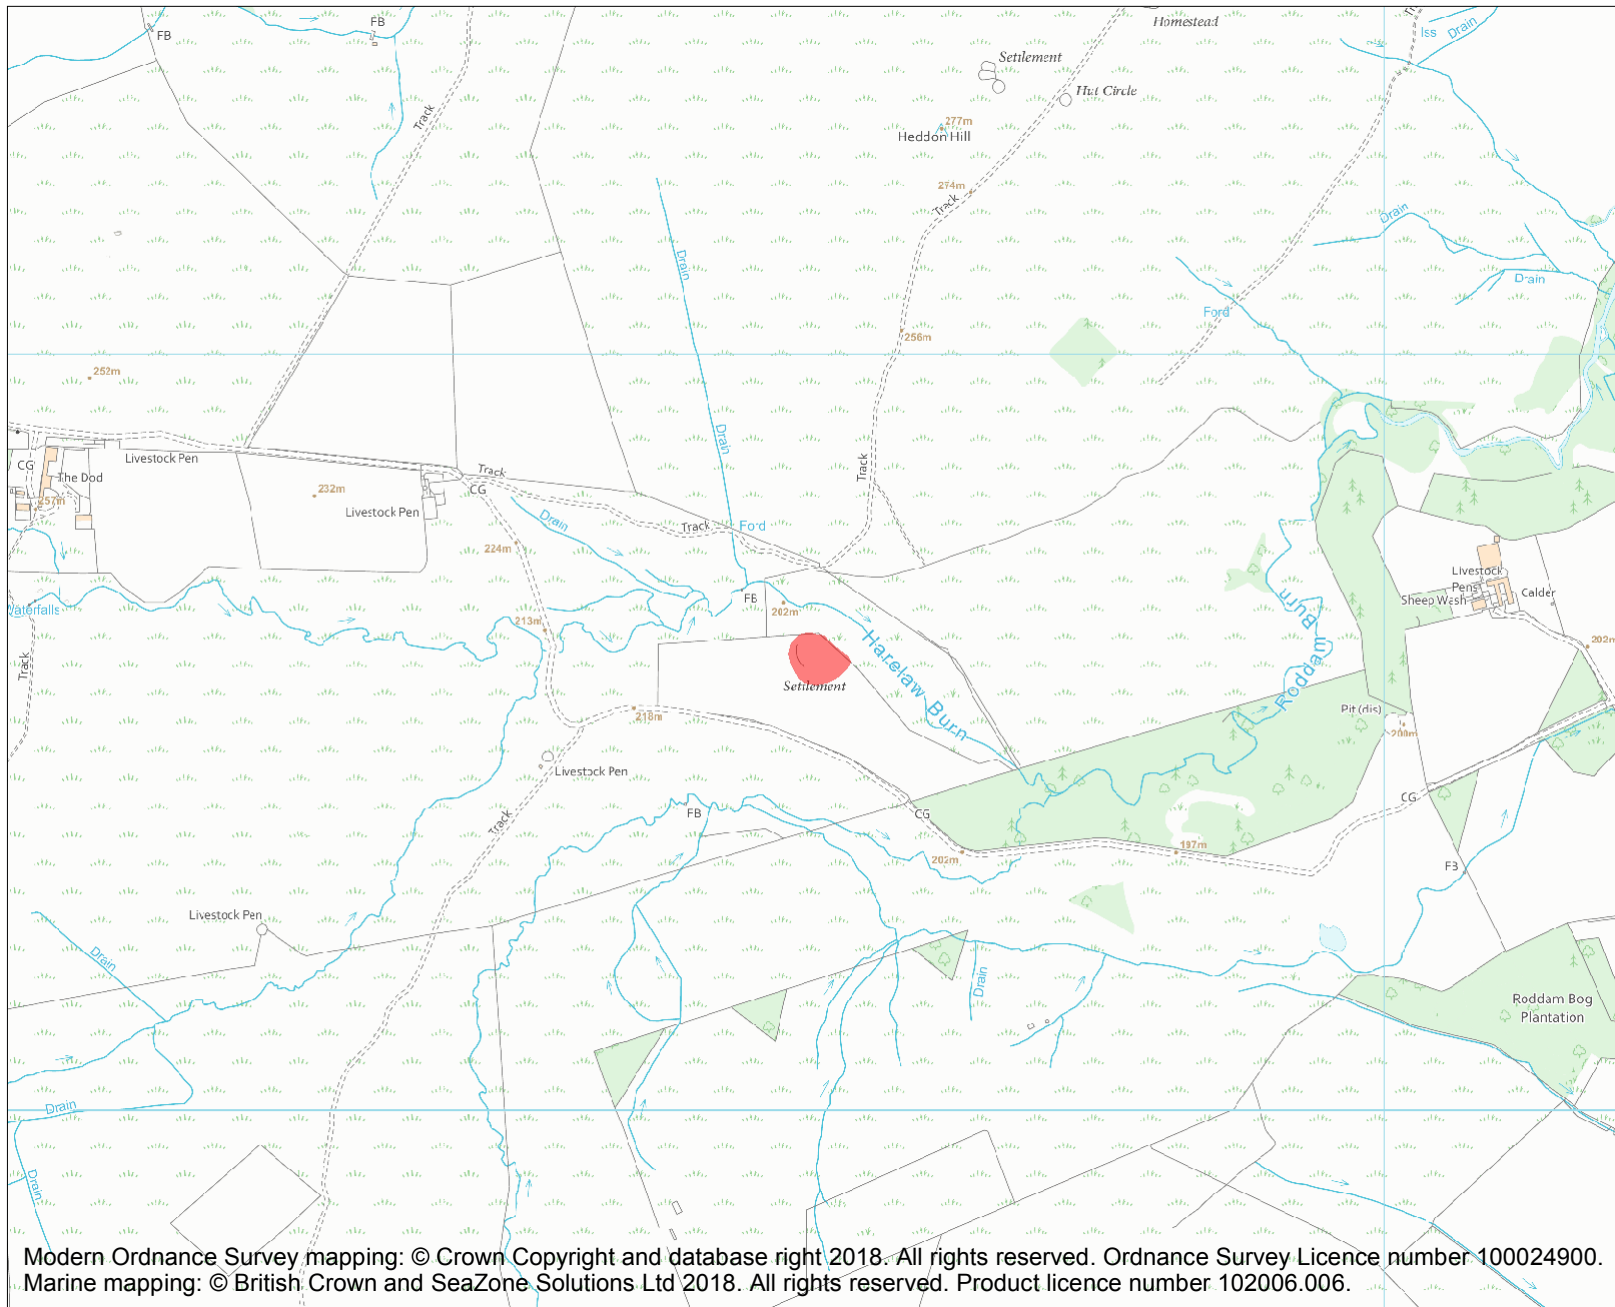 Homestead
FB
FB
Iss
Drain
Settlement
Hut Circle
Track
277m
Heddon Hill
274m
Track
Drain
Drain
Drain
Ford
256m
252m
Drain
CG
Livestock Pen
The Dod
Track
CG
Track
257m
232m
Livestock Pen
Drain
Track
Ford
224m
Livestock
Pens
Sheep Wash
Calder
FB
202m
Waterfalls
213m
Burn
Roddam
202m
Harelaw Burn
Track
Settlement
218m
Pit (dis)
200m
Livestock Pen
CG
FB
CG
Track
202m
197m
FB
Livestock Pen
Drain
Drain
Roddam Bog
Plantation
Drain
Drain
Modern Ordnance Survey mapping: © Crown Copyright and database right 2018. All rights reserved. Ordnance Survey Licence number 100024900.
Marine mapping: © British Crown and SeaZone Solutions Ltd 2018. All rights reserved. Product licence number 102006.006.